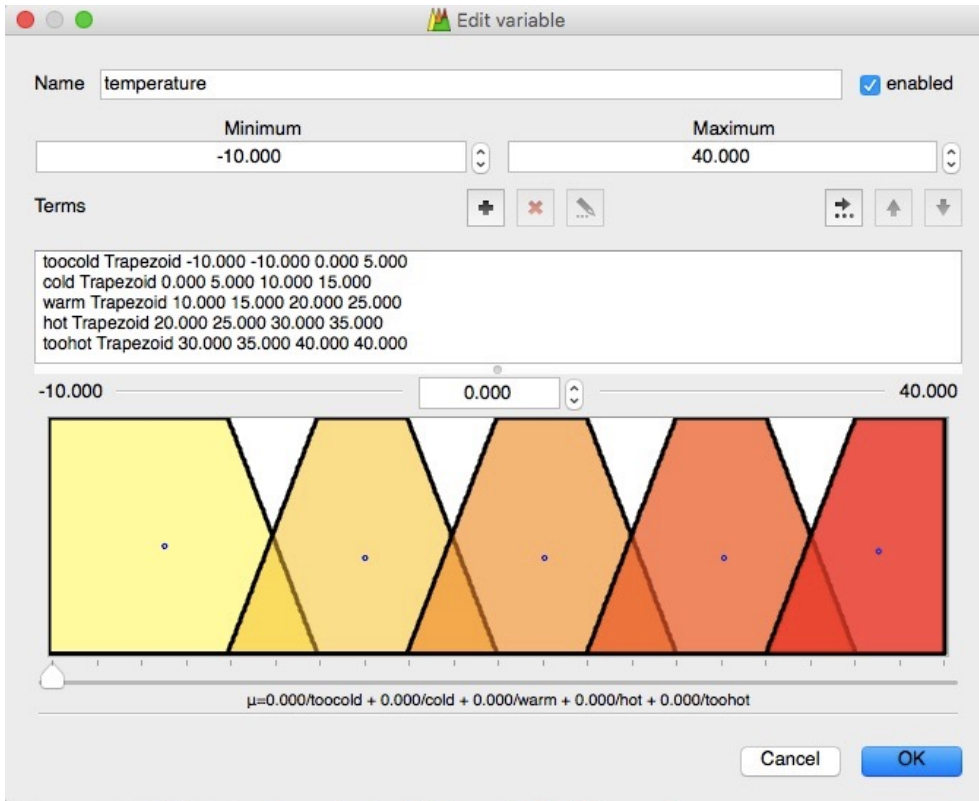 Edit variable
Name temperature enabled
Minimum Maximum
-10.000 40.000
Terms
toocold Trapezoid -10.000 -10.000 0.000 5.000
cold Trapezoid 0.000 5.000 10.000 15.000
warm Trapezoid 10.000 15.000 20.000 25.000
hot Trapezoid 20.000 25.000 30.000 35.000
toohot Trapezoid 30.000 35.000 40.000 40.000
-10.000 0.000 40.000
µ=0.000/toocold + 0.000/cold + 0.000/warm + 0.000/hot + 0.000/toohot
Cancel OK